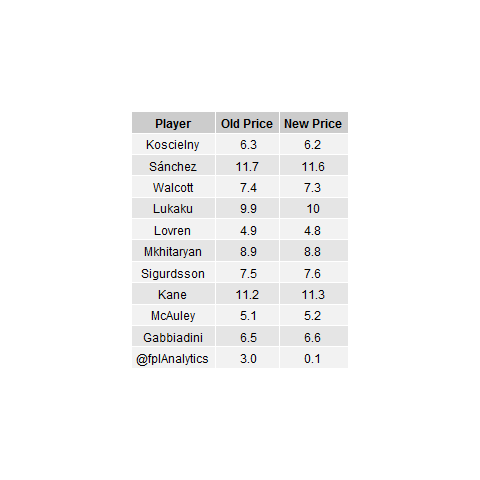 Player Old Price New Price
Koscielny 6.3 6.2
Sánchez 11.7 11.6
Walcott 7.4 7.3
Lukaku 9.9 10
Lovren 4.9 4.8
Mkhitaryan 8.9 8.8
Sigurdsson 7.5 7.6
Kane 11.2 11.3
McAuley 5.1 5.2
Gabbiadini 6.5 6.6
@fplAnalytics 3.0 0.1